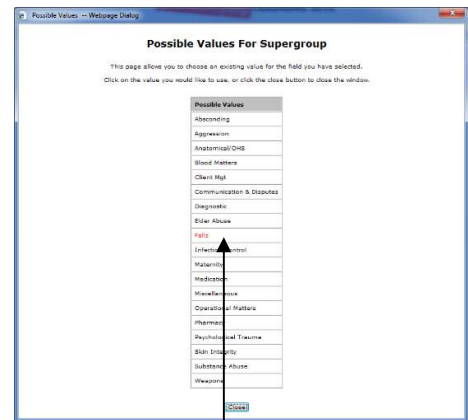 Possible Values -- Webpage Dialog
Possible Values For Supergroup
This page allows you to choose an existing value for the field you have selected.
Click on the value you would like to use, or click the close button to close the window.
Possible Values
Absconding
Aggression
Anatomical/OHS
Blood Matters
Client Mgt
Communication & Disputes
Diagnostic
Elder Abuse
Falls
Infection Control
Maternity
Medication
Miscellaneous
Operational Matters
Pharmacy
Psychological Trauma
Skin Integrity
Substance Abuse
Weapons
Close